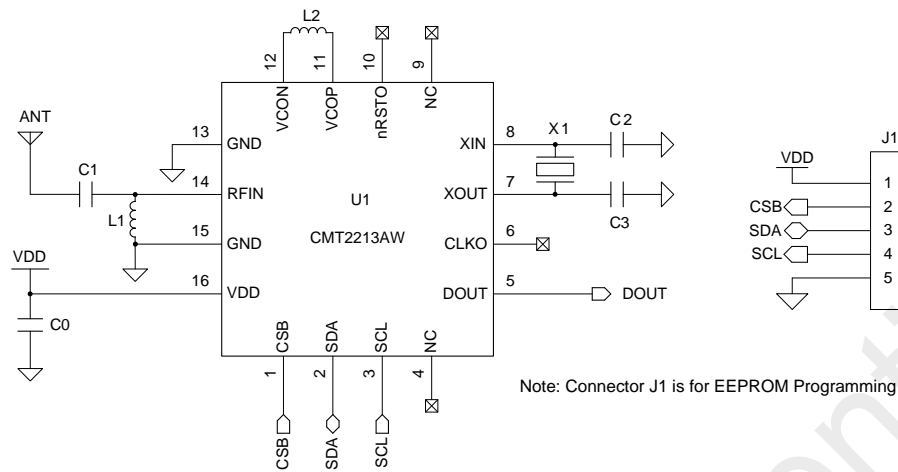 L2
12
11
10
9
VCON
VCOP
nRSTO
NC
ANT
13
GND
XIN
8
X1
C2
J1
C1
14
RFIN
U1
XOUT
7
VDD
1
L1
CSB
2
C3
15
GND
CMT2213AW
CLKO
6
SDA
3
VDD
SCL
4
16
VDD
DOUT
5
DOUT
5
C0
CSB
SDA
SCL
NC
1
2
3
4
Note: Connector J1 is for EEPROM Programming
CSB
SDA
SCL